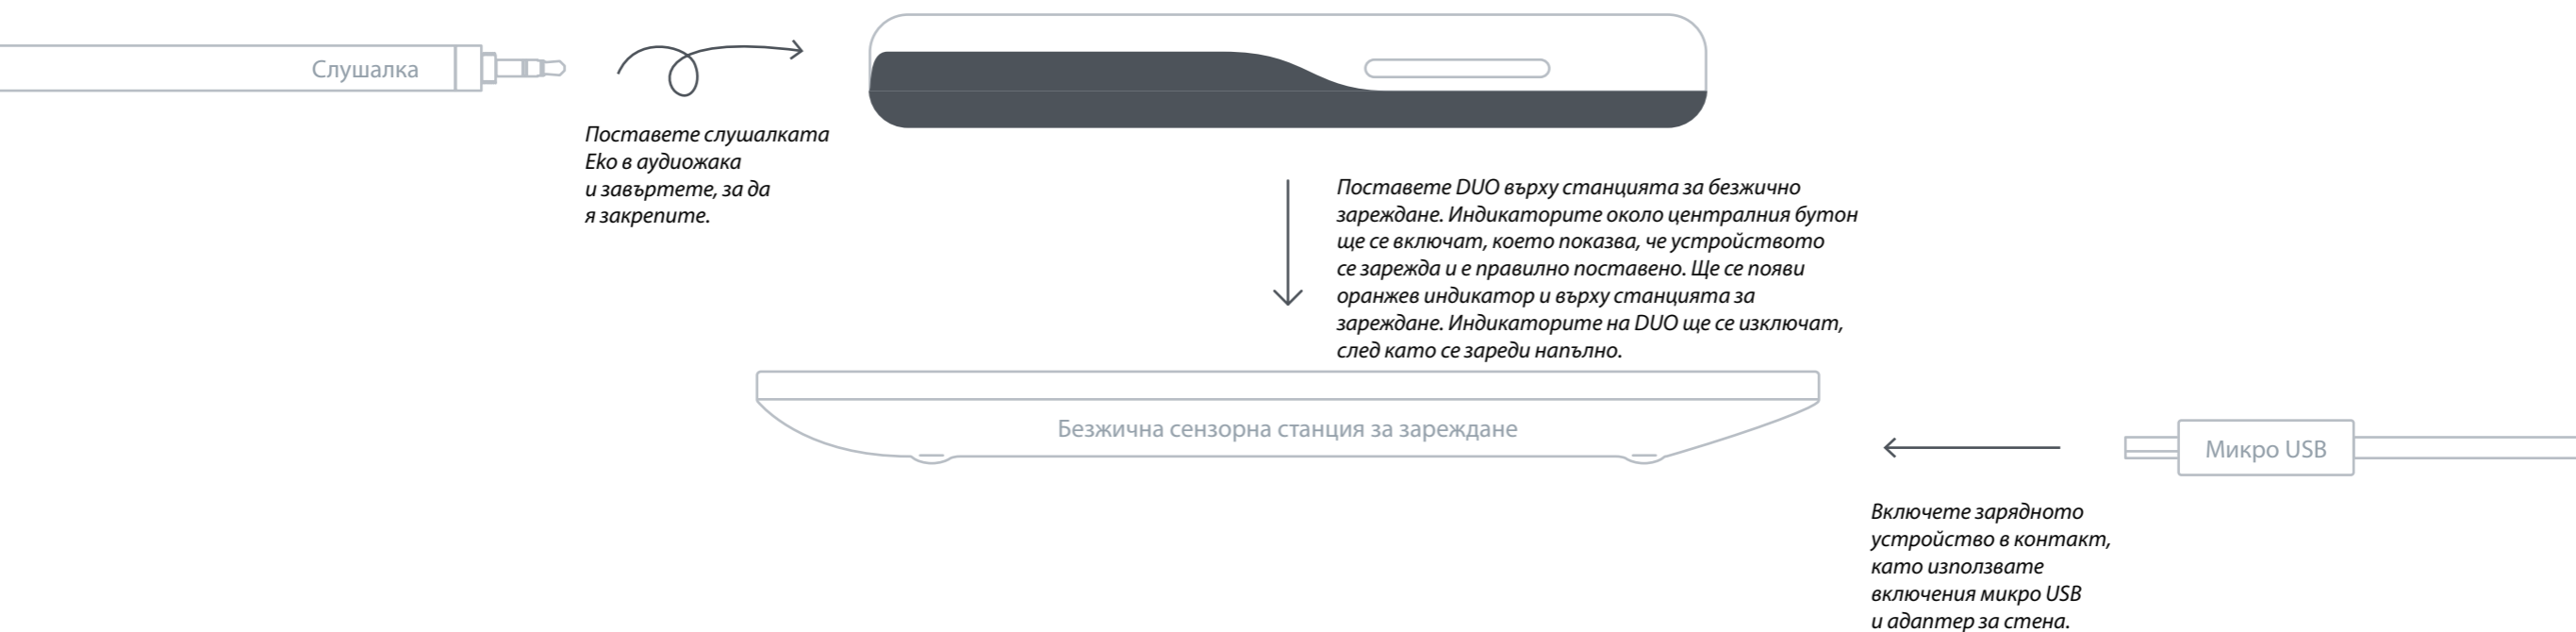 Слушалка
Поставете слушалката
Eko в аудиожака
и завъртете, за да
я закрепите.
Поставете DUO върху станцията за безжично
зареждане. Индикаторите около централния бутон
ще се включат, което показва, че устройството
се зарежда и е правилно поставено. Ще се появи
оранжев индикатор и върху станцията за
зареждане. Индикаторите на DUO ще се изключат,
след като се зареди напълно.
Безжична сензорна станция за зареждане
Микро USB
Включете зарядното
устройство в контакт,
като използвате
включения микро USB
и адаптер за стена.